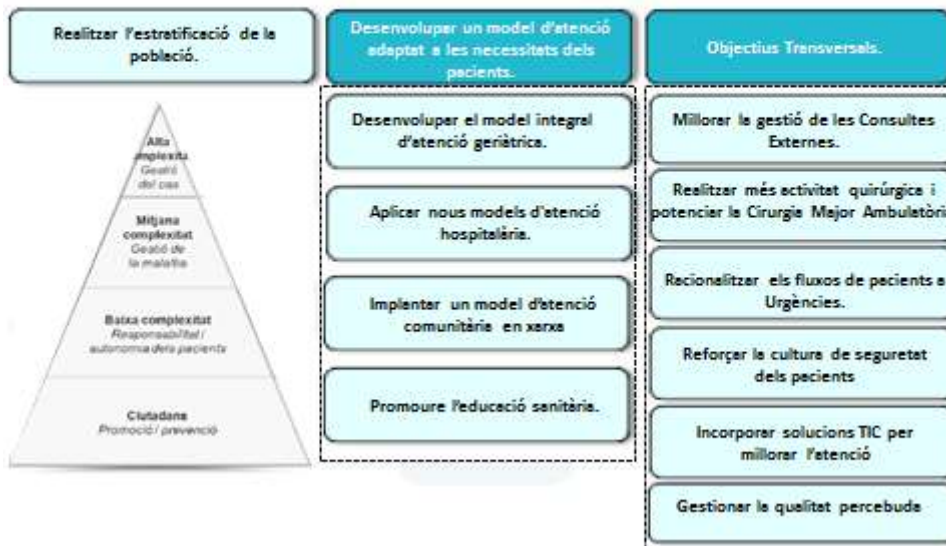 Realitzar l'estratificació de la
població.
Alta
Gestió
del cas
Mitjana
complexitat
Gestió de
la malaltia
Baixa complexitat
Responsabilitat i
autonomia dels pacients
Ciutadans
Promoció i prevenció
Desenvolupar un model d'atenció
adaptat a les necessitats dels
pacients.
Desenvolupar el model integral
d'atenció geriàtrica.
Aplicar nous models d'atenció
hospitalària.
Implantar un model d'atenció
comunitària en xarxa
Promoure l'educació sanitària.
Objectius Transversals.
Millorar la gestió de les Consultes
Externes.
Realitzar més activitat quirúrgica i
potenciar la Cirurgia Major Ambulatòri
Racionalitzar els fluxos de pacients a
Urgències.
Reforçar la cultura de seguretat
dels pacients
Incorporar solucions TIC per
millorar l'atenció
Gestionar la qualitat percebuda